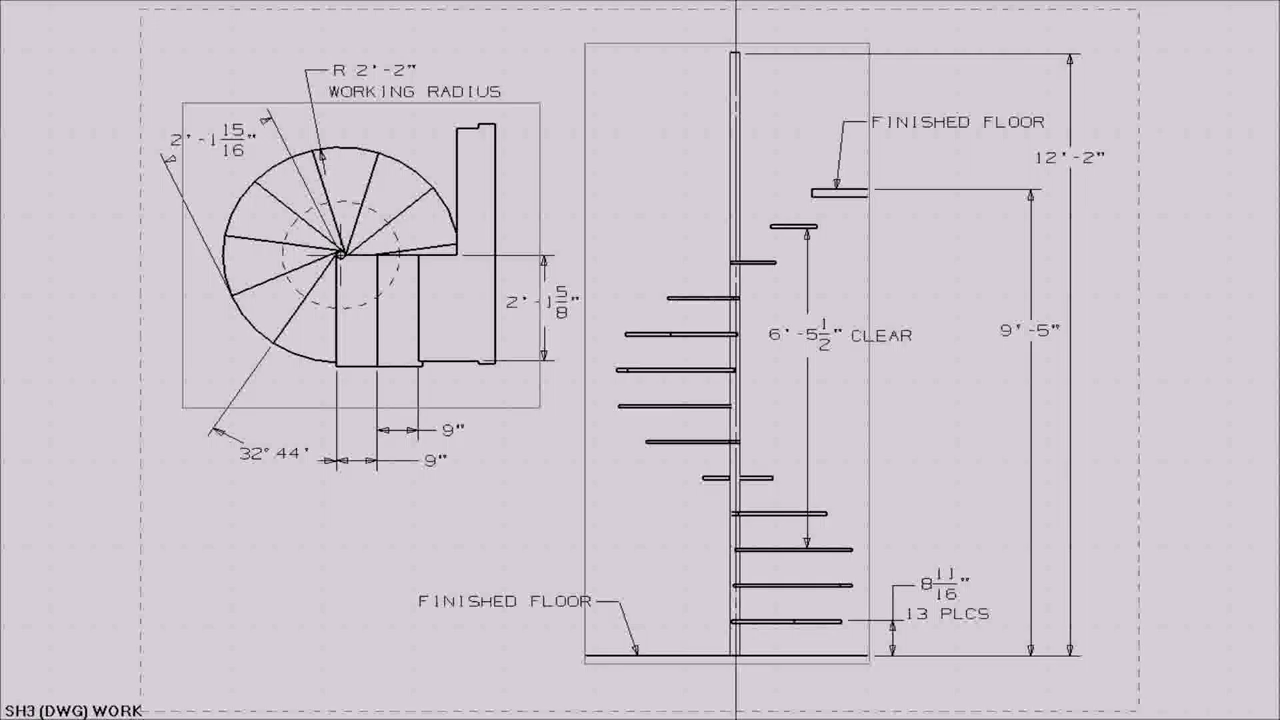 R 2'-2"
WORKING RADIUS
2'-1 15/16"
FINISHED FLOOR
12'-2"
2'-1 5/8"
6'-5 1/2" CLEAR
9'-5"
9"
32°44'
9"
8 11/16"
13 PLCS
FINISHED FLOOR
SH3 (DWG) WORK